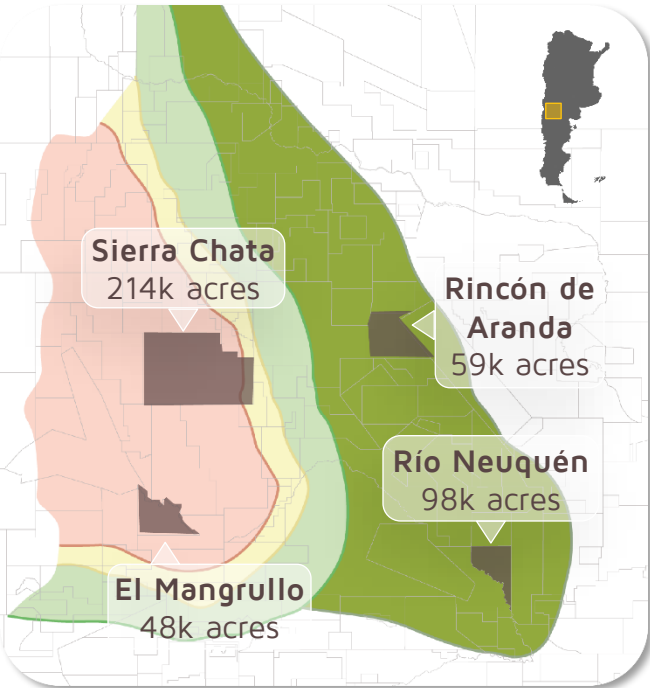 Sierra Chata
214k acres
Rincón de
Aranda
59k acres
Río Neuquén
98k acres
El Mangrullo
48k acres